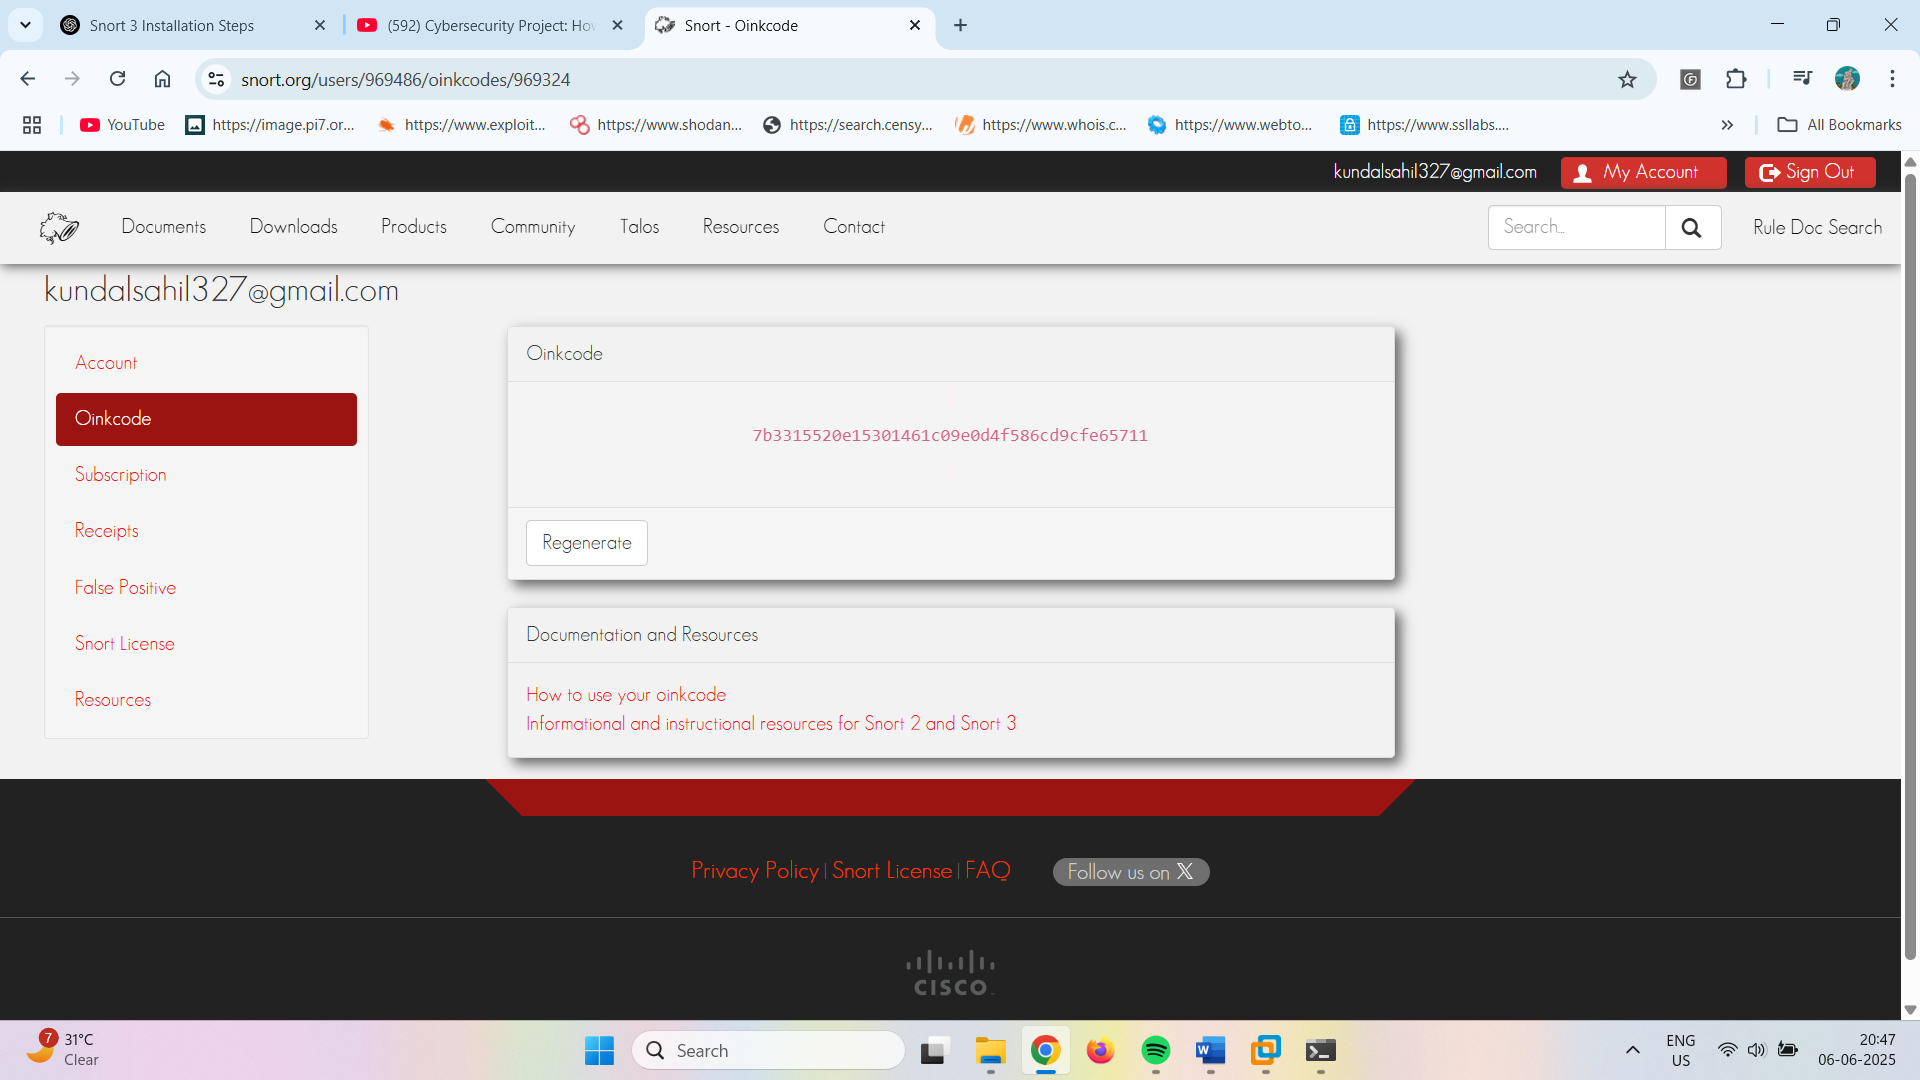 Snort 3 Installation Steps
(592) Cybersecurity Project: Ho
Snort - Oinkcode
snort.org/users/969486/oinkcodes/969324
YouTube
https://image.pi7.or...
https://www.exploit...
https://www.shodan...
https://search.censy...
https://www.whois.c...
https://www.webto...
https://www.ssllabs....
All Bookmarks
kundalsahil327@gmail.com
My Account
Sign Out
Documents
Downloads
Products
Community
Talos
Resources
Contact
Search...
Rule Doc Search
kundalsahil327@gmail.com
Account
Oinkcode
Subscription
Receipts
False Positive
Snort License
Resources
Oinkcode
7b3315520e15301461c09e0d4f586cd9cfe65711
Regenerate
Documentation and Resources
How to use your oinkcode
Informational and instructional resources for Snort 2 and Snort 3
Privacy Policy | Snort License | FAQ
Follow us on X
CISCO
7
31°C
Clear
Search
ENG
US
20:47
06-06-2025